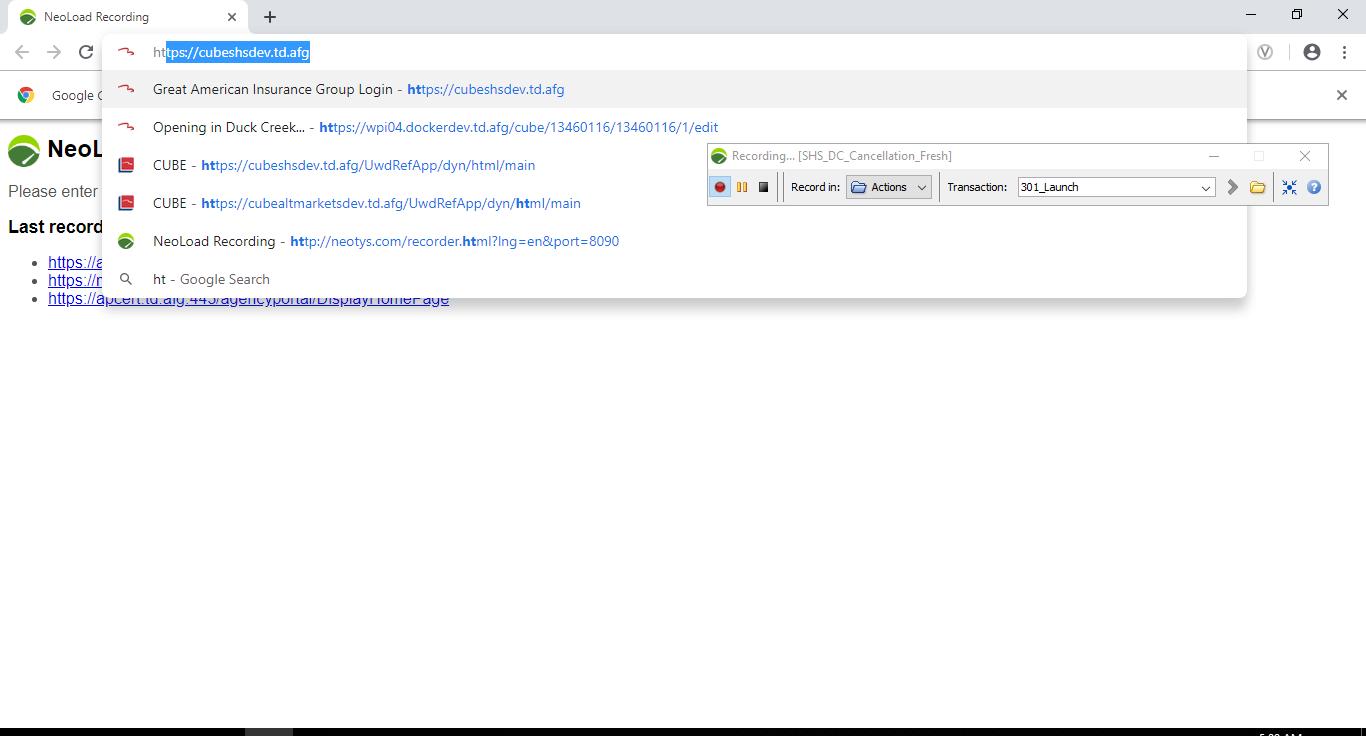 NeoLoad Recording
https://cubeshsdev.td.afg
Google
Great American Insurance Group Login - https://cubeshsdev.td.afg
Opening in Duck Creek... - https://wpi04.dockerdev.td.afg/cube/13460116/13460116/1/edit
NeoL
Recording... [SHS_DC_Cancellation_Fresh]
CUBE - https://cubeshsdev.td.afg/UwdRefApp/dyn/html/main
Please enter
Record in: Actions Transaction: 301_Launch
CUBE - https://cubealtmarketsdev.td.afg/UwdRefApp/dyn/html/main
Last record
NeoLoad Recording - http://neotys.com/recorder.html?lng=en&port=8090
https://a
ht - Google Search
https://
https://apcert.td.afg:443/agencyportal/DisplayHomePage